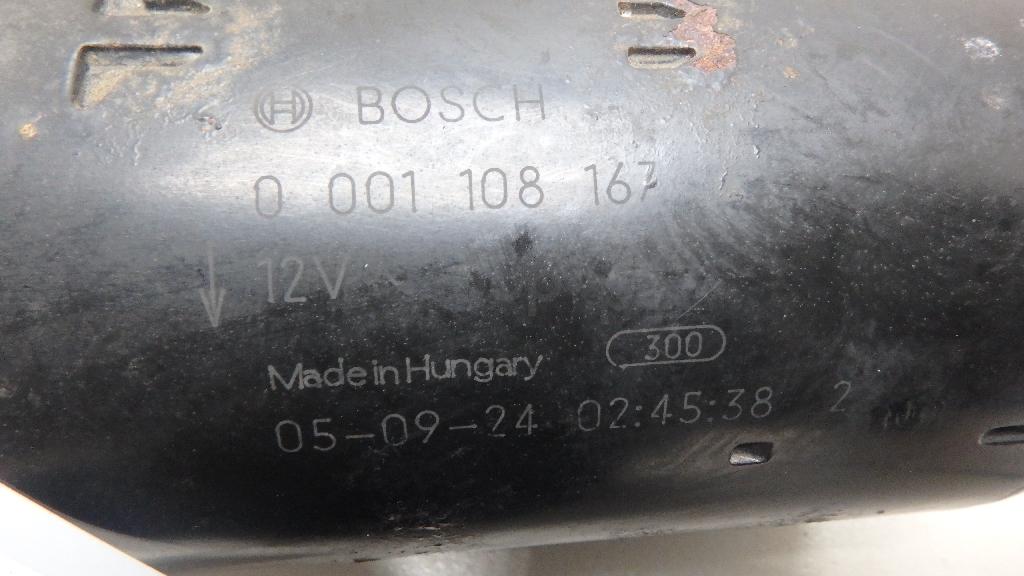 BOSCH
0 001 108 167
12V
Made in Hungary 300
05-09-24 02:45:38 2